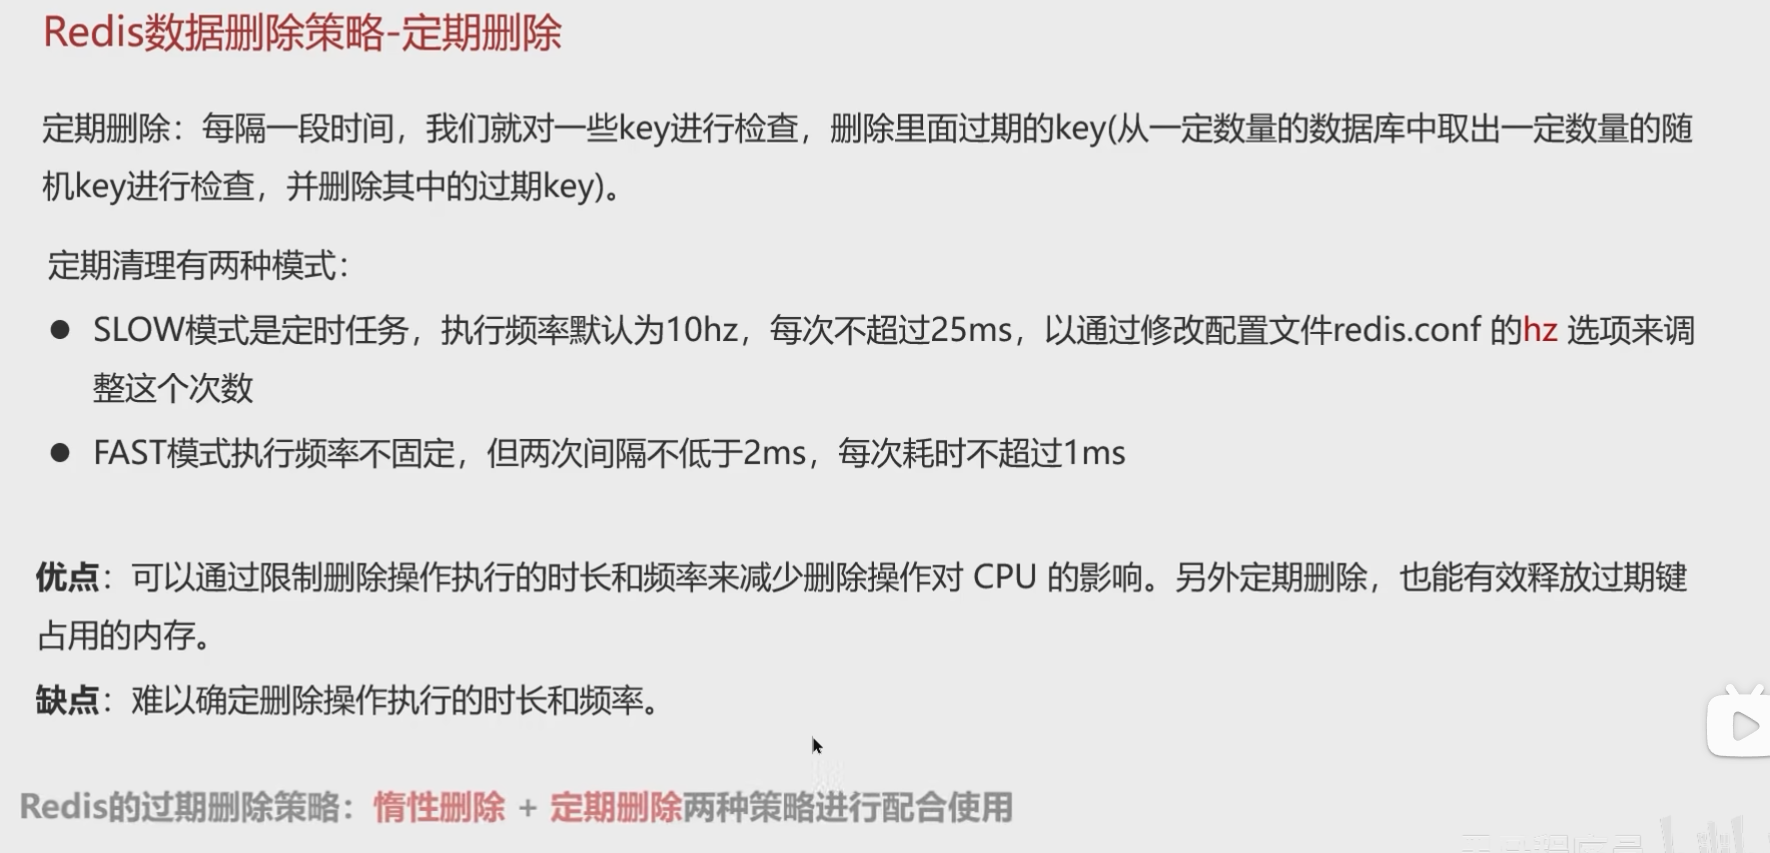 Redis数据删除策略-定期删除
定期删除：每隔一段时间，我们就对一些key进行检查，删除里面过期的key(从一定数量的数据库中取出一定数量的随
机key进行检查，并删除其中的过期key)。
定期清理有两种模式：
● SLOW模式是定时任务，执行频率默认为10hz，每次不超过25ms，以通过修改配置文件redis.conf 的hz 选项来调
整这个次数
● FAST模式执行频率不固定，但两次间隔不低于2ms，每次耗时不超过1ms
优点：可以通过限制删除操作执行的时长和频率来减少删除操作对 CPU 的影响。另外定期删除，也能有效释放过期键
占用的内存。
缺点：难以确定删除操作执行的时长和频率。
Redis的过期删除策略：惰性删除 + 定期删除两种策略进行配合使用